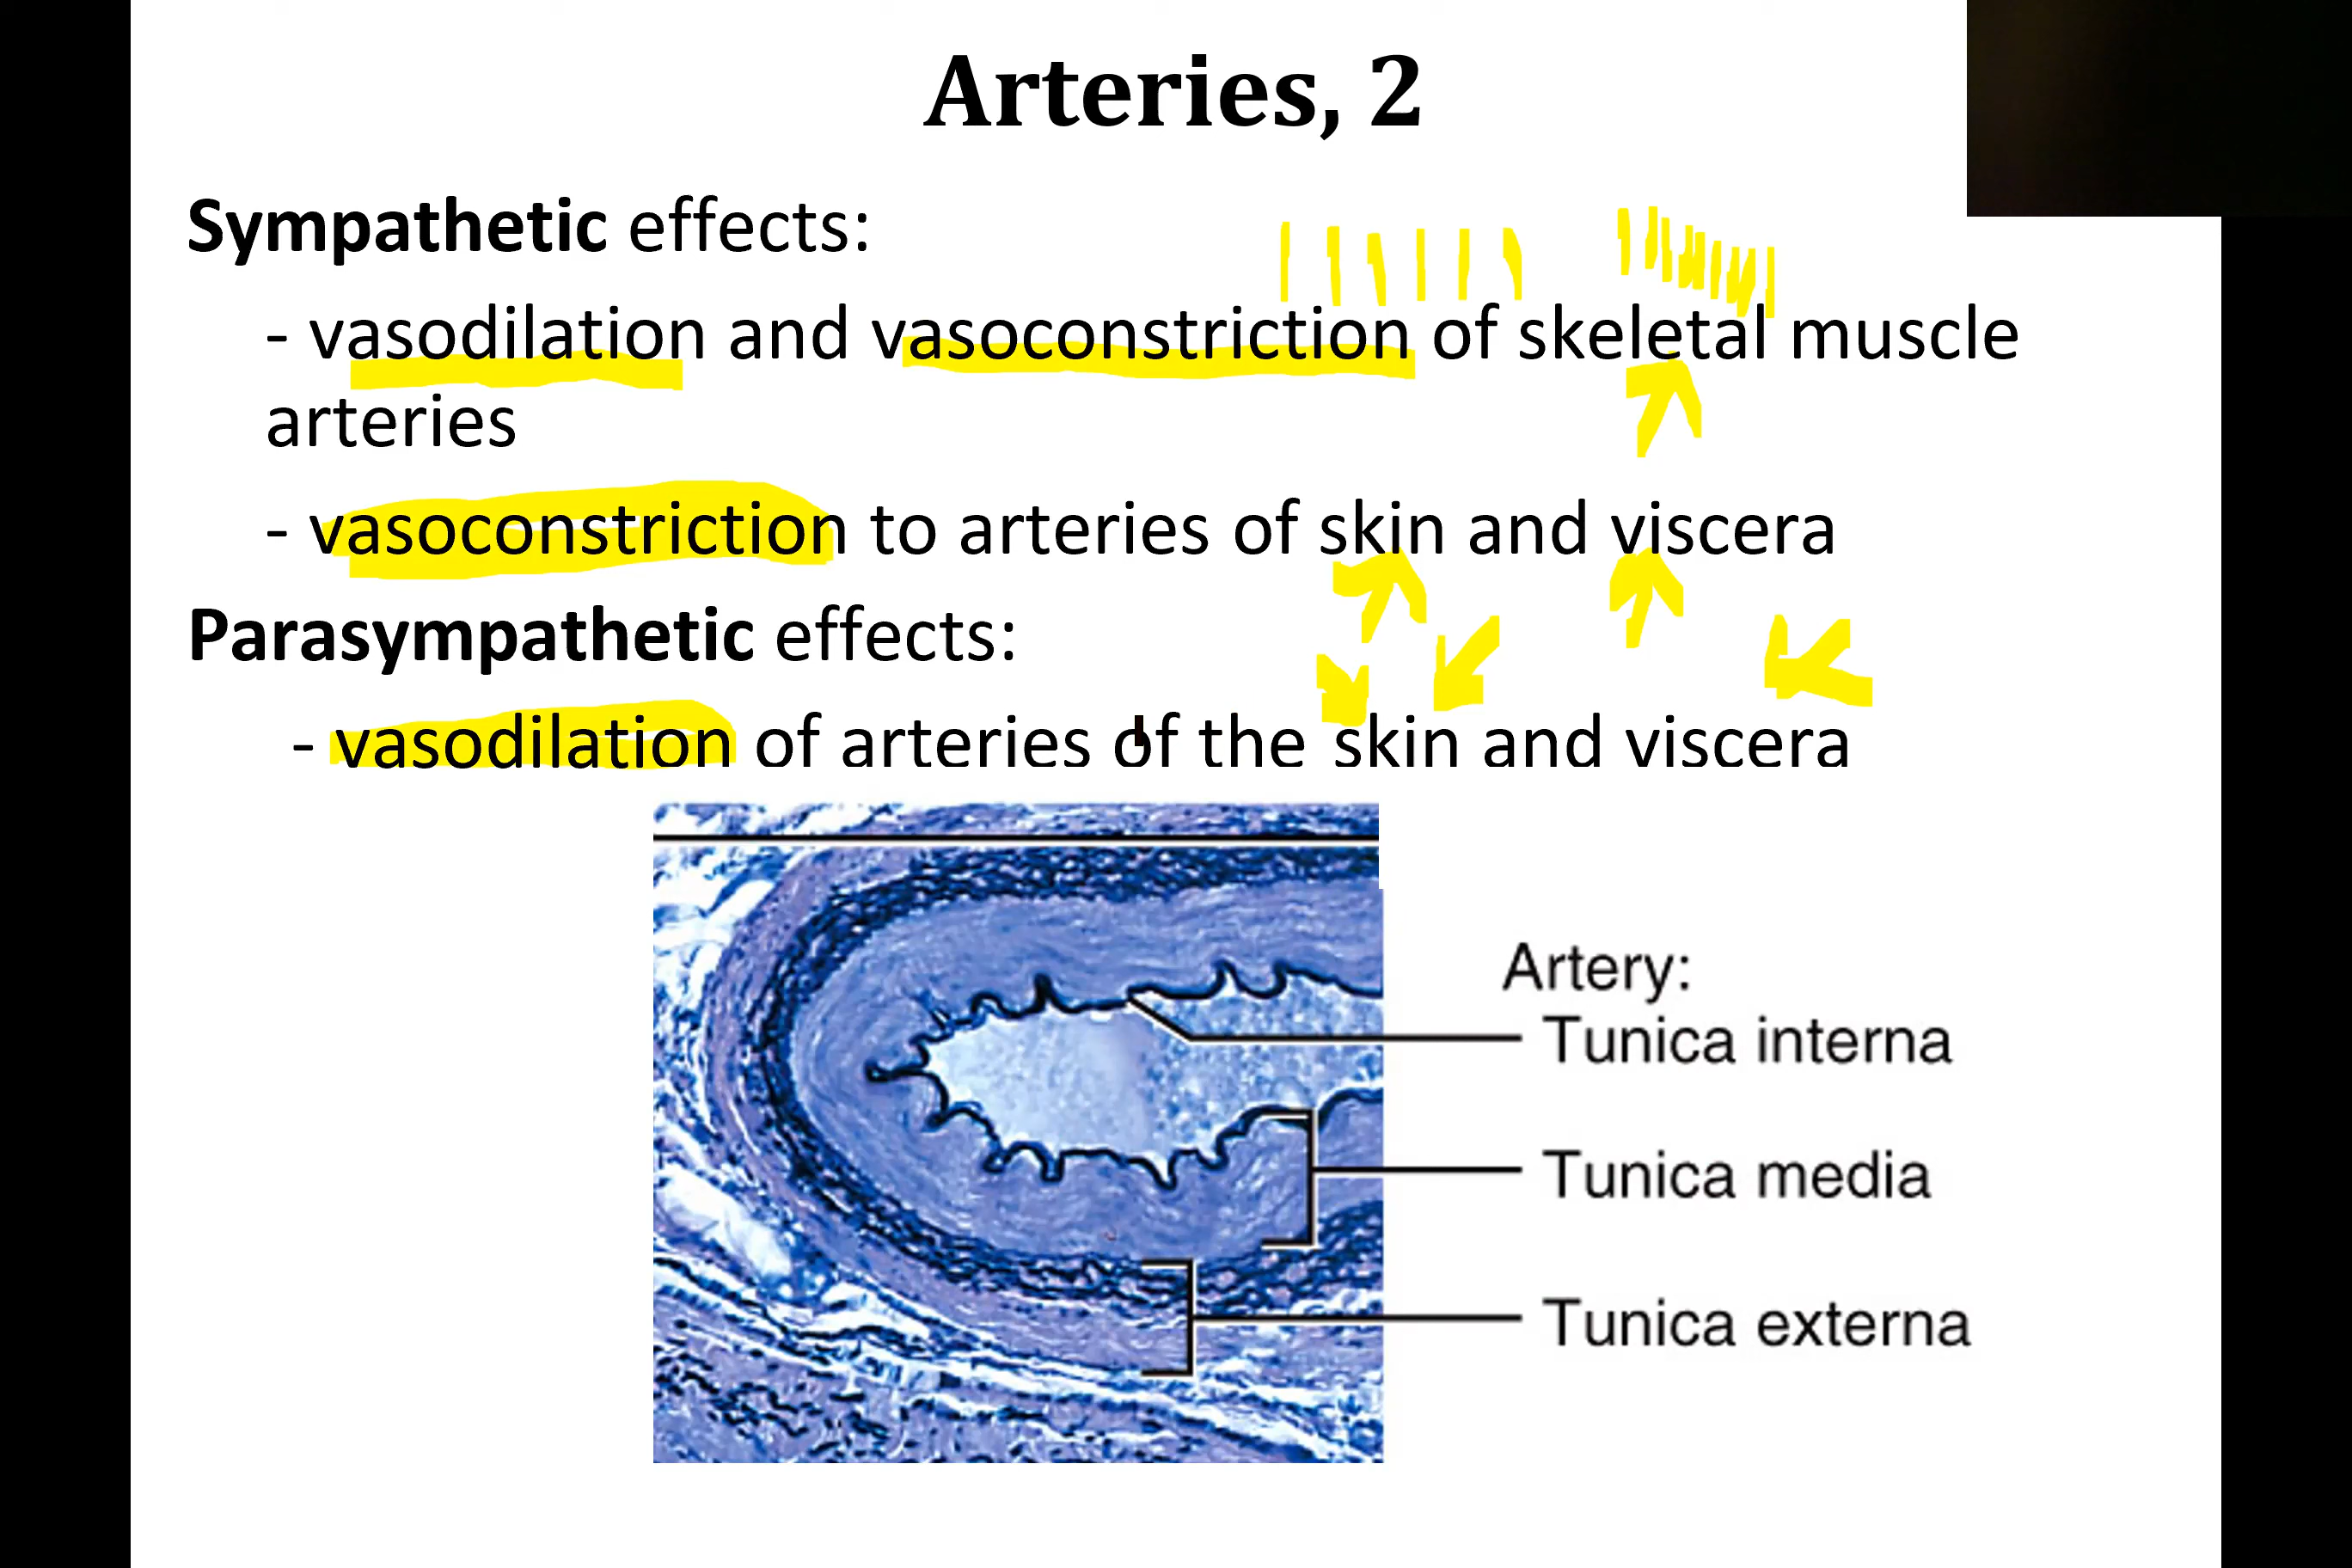 Arteries, 2
Sympathetic effects:
- vasodilation and vasoconstriction of skeletal muscle
arteries
- vasoconstriction to arteries of skin and viscera
Parasympathetic effects:
- vasodilation of arteries of the skin and viscera
Artery:
Tunica interna
Tunica media
Tunica externa